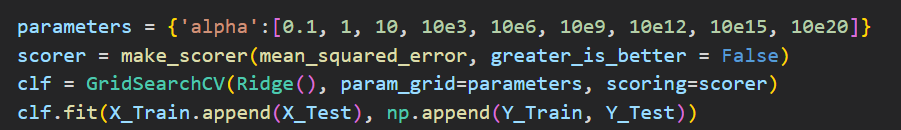 parameters = {'alpha':[0.1, 1, 10, 10e3, 10e6, 10e9, 10e12, 10e15, 10e20]}
scorer = make_scorer(mean_squared_error, greater_is_better = False)
clf = GridSearchCV(Ridge(), param_grid=parameters, scoring=scorer)
clf.fit(X_Train.append(X_Test), np.append(Y_Train, Y_Test))